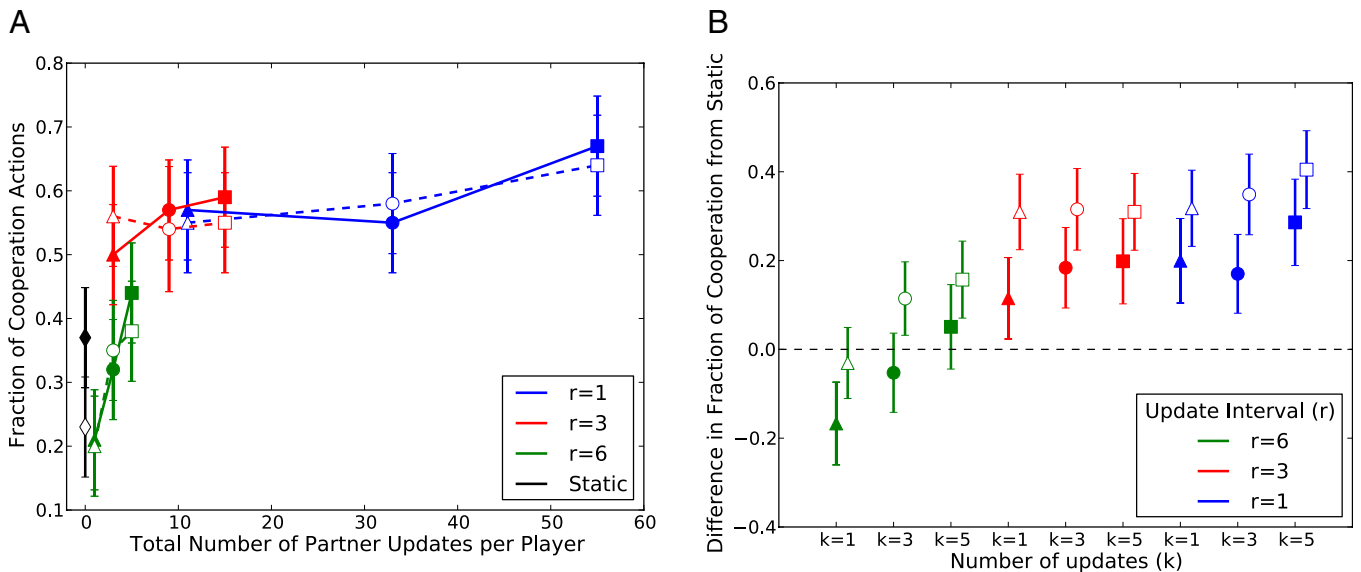 A
Fraction of Cooperation Actions
0.8
0.7
0.6
0.5
0.4
0.3
0.2
0.1
0
10
20
30
40
50
60
Total Number of Partner Updates per Player
r=1
r=3
r=6
Static
B
Difference in Fraction of Cooperation from Static
0.6
0.4
0.2
0.0
−0.2
−0.4
k=1
k=3
k=5
k=1
k=3
k=5
k=1
k=3
k=5
Number of updates (k)
Update Interval (r)
r=6
r=3
r=1